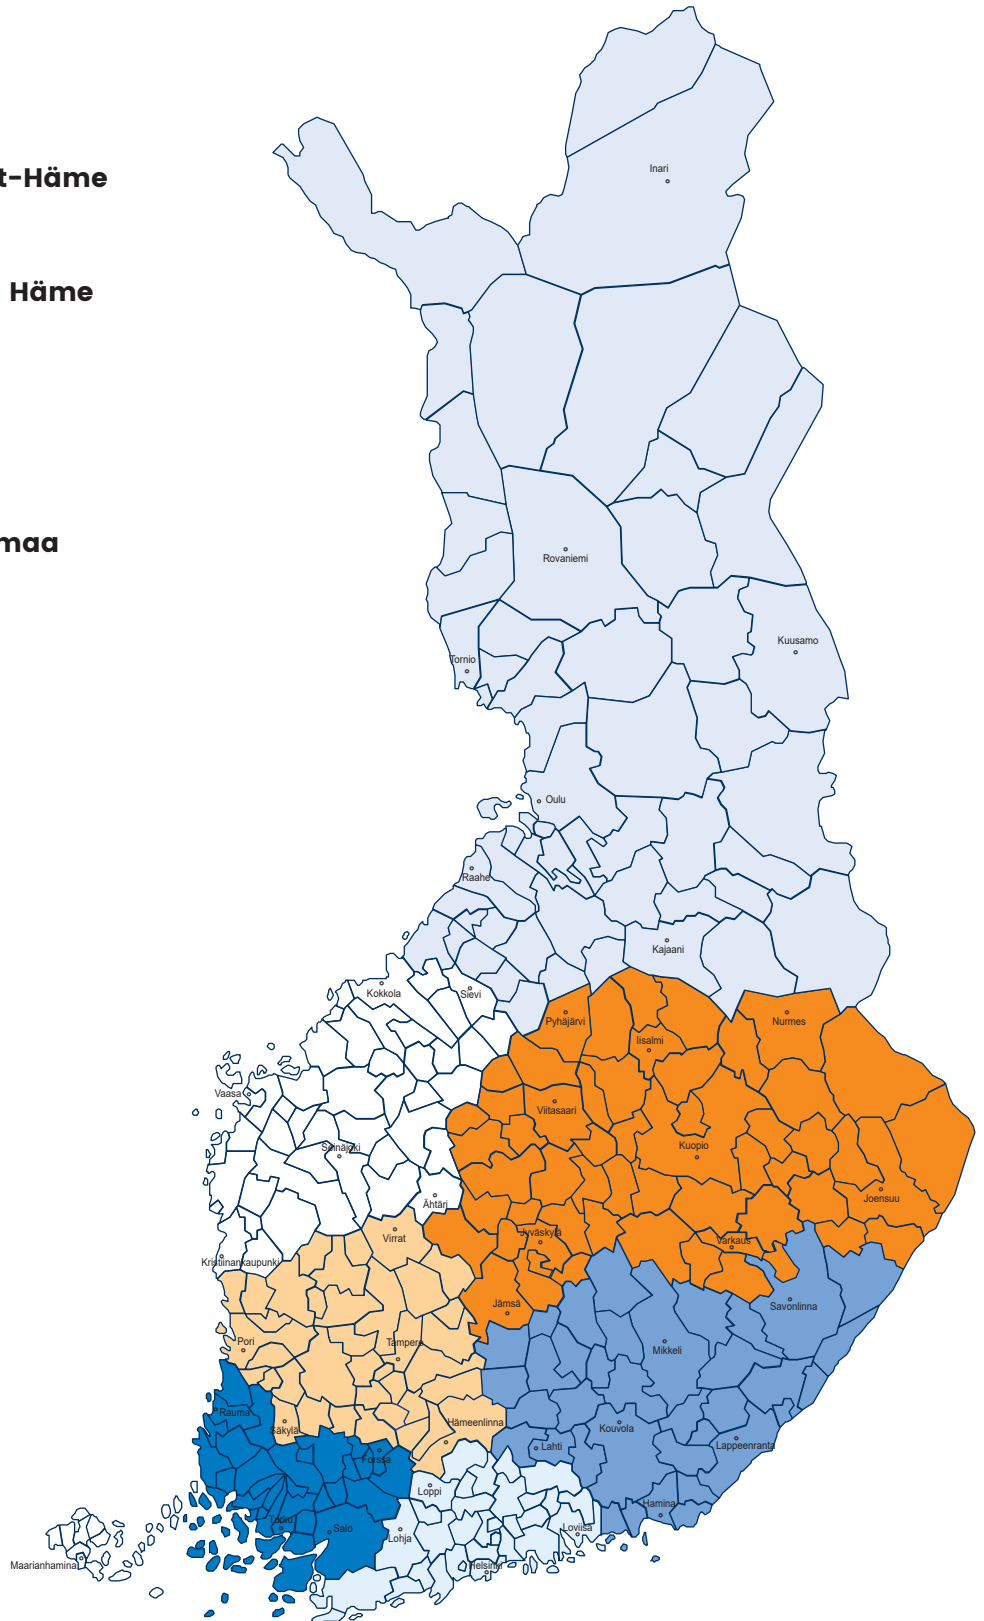 t-Häme
Inari
Häme
maa
Rovaniemi
Kuusamo
Tornio
Oulu
Raahe
Kajaani
Kokkola
Sievi
Pyhäjärvi
Nurmes
Iisalmi
Vaasa
Viitasaari
Seinäjoki
Kuopio
Ähtäri
Joensuu
Virrat
Jyväskylä
Varkaus
Kristiinankaupunki
Jämsä
Savonlinna
Pori
Tampere
Mikkeli
Rauma
Säkylä
Hämeenlinna
Kouvola
Lahti
Lappeenranta
Forssa
Loppi
Hamina
Turku
Salo
Lohja
Loviisa
Maarianhamina
Helsinki